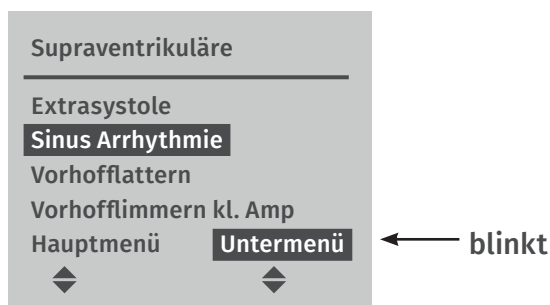 Supraventrikuläre
Extrasystole
Sinus Arrhythmie
Vorhofflattern
Vorhofflimmern kl. Amp
Hauptmenü Untermenü blinkt